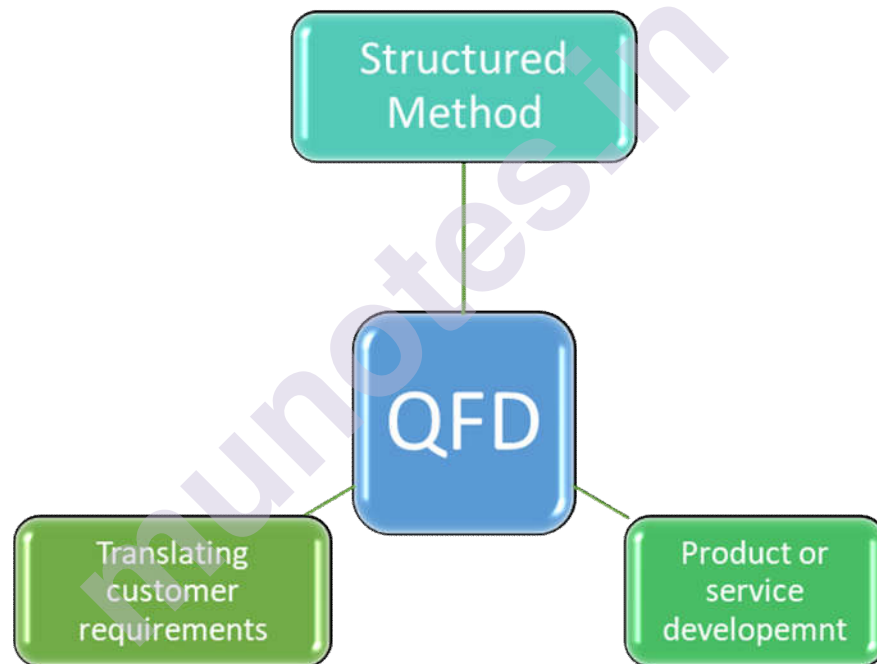 Structured
Method
QFD
Translating
customer
requirements
Product or
service
developemnt
munotes.in